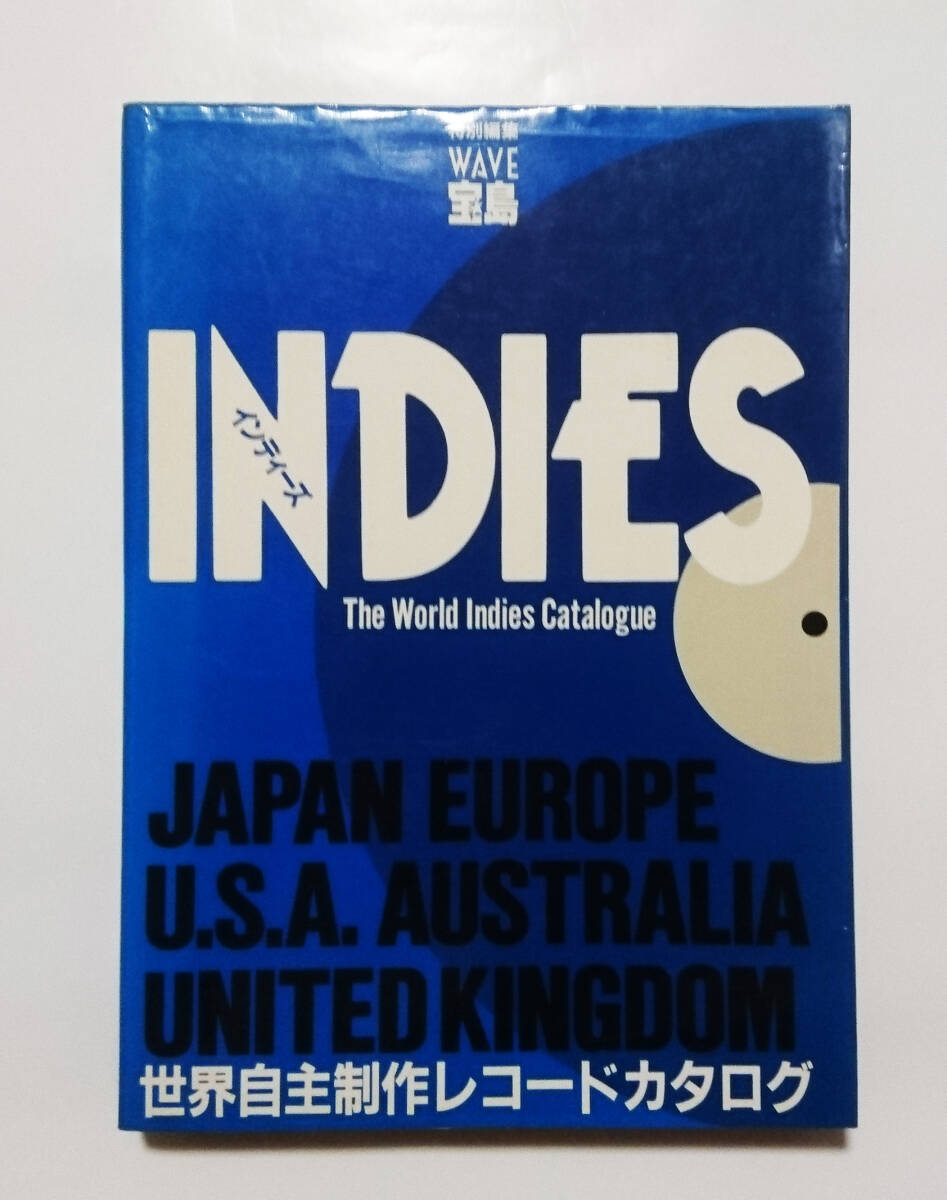 特別編集
WAVE
宝島
INDIES
インディーズ
The World Indies Catalogue
JAPAN EUROPE
U.S.A. AUSTRALIA
UNITED KINGDOM
世界自主制作レコードカタログ